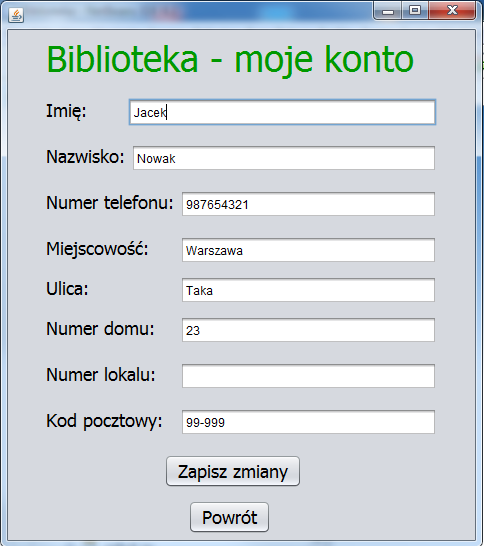 Biblioteka - moje konto
Imię: Jacek
Nazwisko: Nowak
Numer telefonu: 987654321
Miejscowość: Warszawa
Ulica: Taka
Numer domu: 23
Numer lokalu:
Kod pocztowy: 99-999
Zapisz zmiany
Powrót